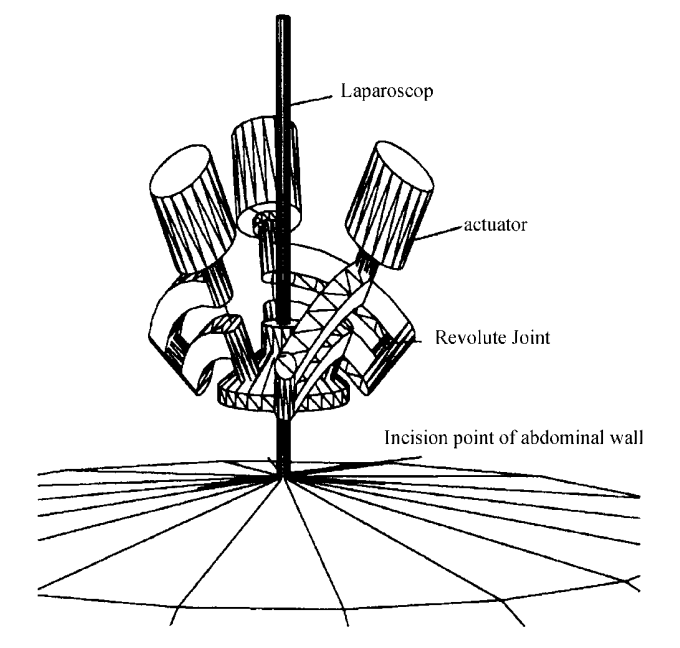 Laparoscop
actuator
Revolute Joint
Incision point of abdominal wall